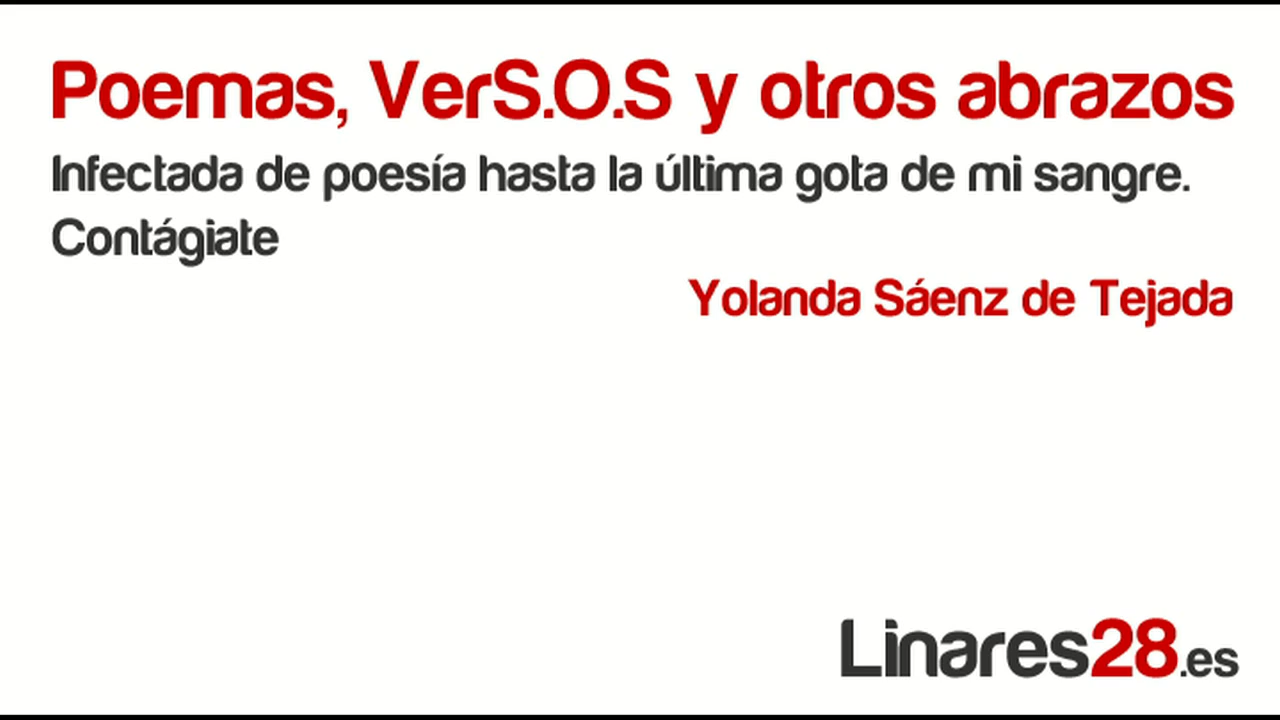 Poemas, VerS.O.S y otros abrazos
Infectada de poesía hasta la última gota de mi sangre.
Contágiate
Yolanda Sáenz de Tejada
Linares28.es